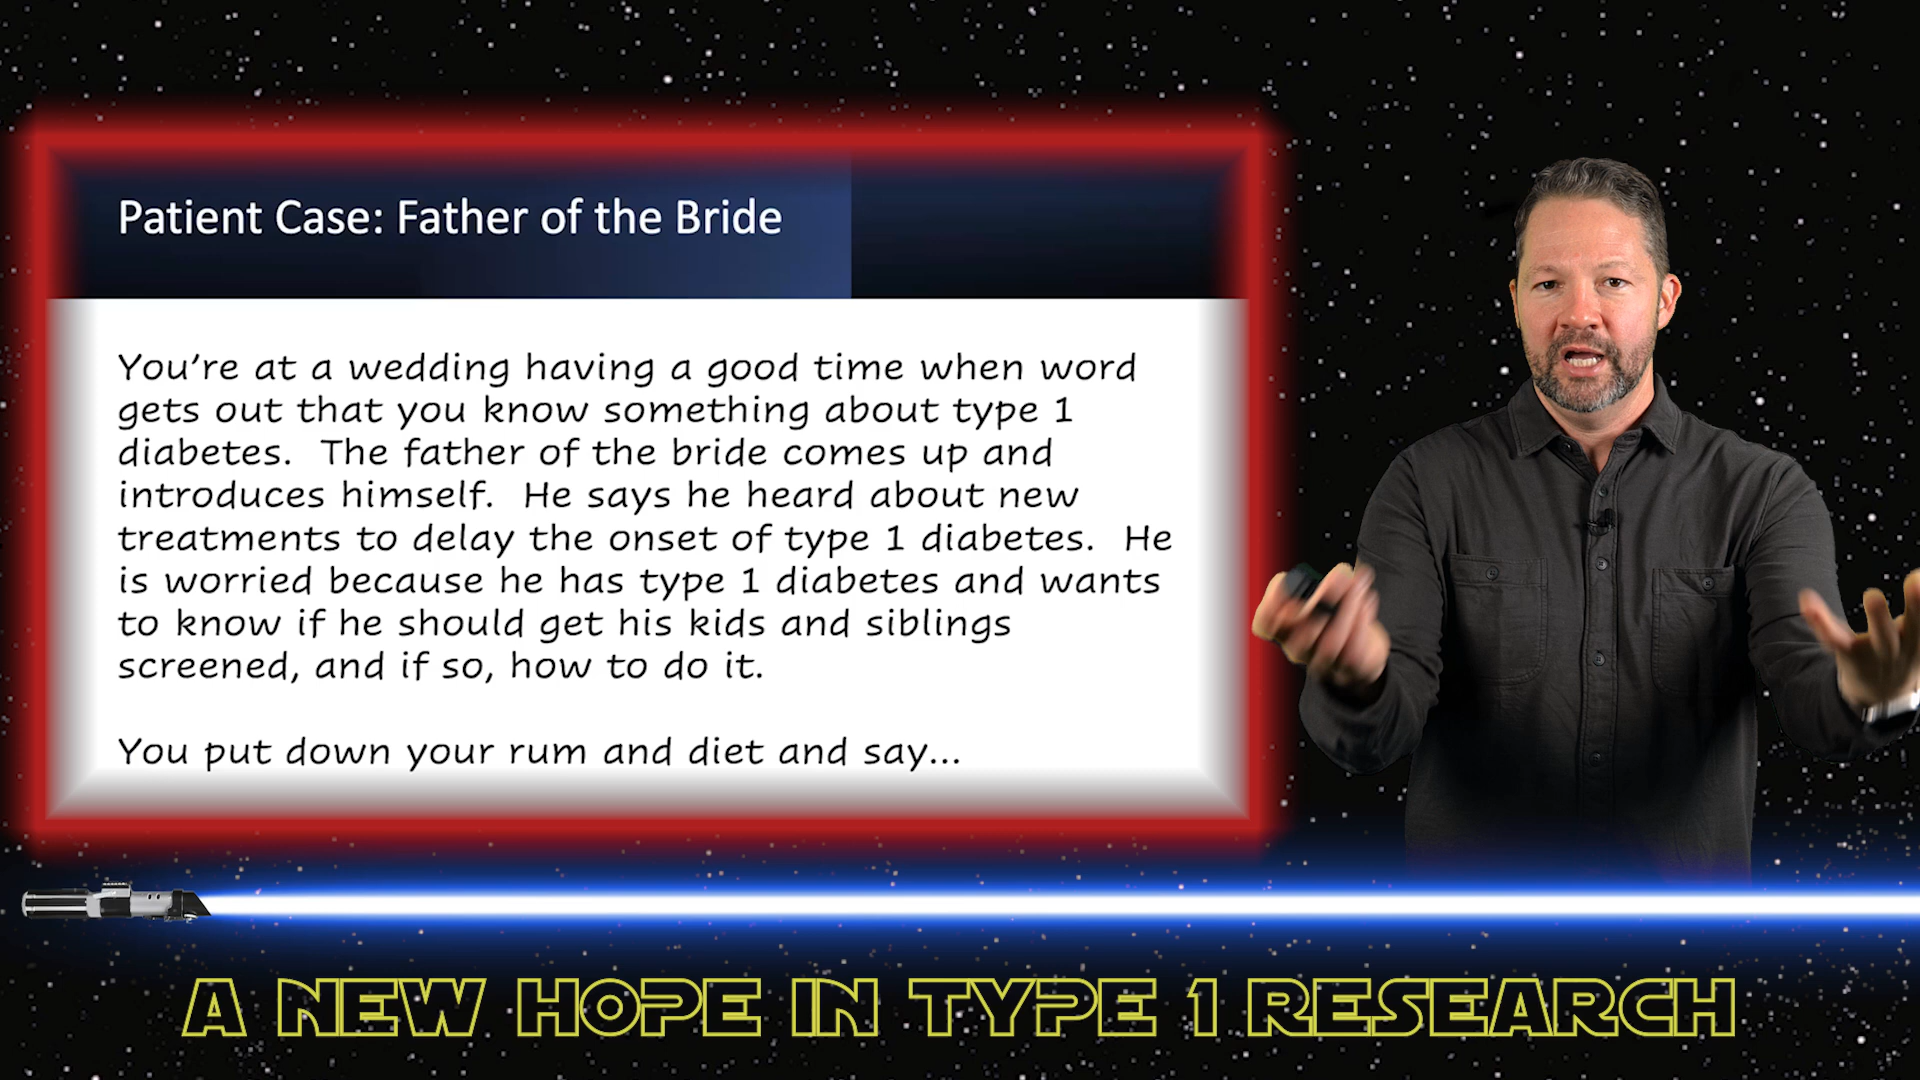 Patient Case: Father of the Bride
You’re at a wedding having a good time when word
gets out that you know something about type 1
diabetes.  The father of the bride comes up and
introduces himself.  He says he heard about new
treatments to delay the onset of type 1 diabetes.  He
is worried because he has type 1 diabetes and wants
to know if he should get his kids and siblings
screened, and if so, how to do it.
You put down your rum and diet and say…
A NEW HOPE IN TYPE 1 RESEARCH